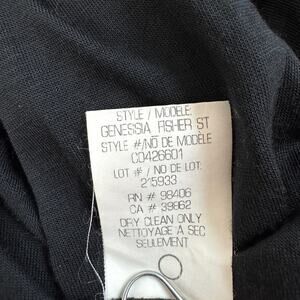 STYLE / MODELE:
GENESSIA FISHER ST
STYLE #/NO DE MODÈLE
C0426601
LOT # / NO DE LOT:
2*5933
RN # 98406
CA # 39862
DRY CLEAN ONLY
NETTOYAGE A SEC
SEULEMENT